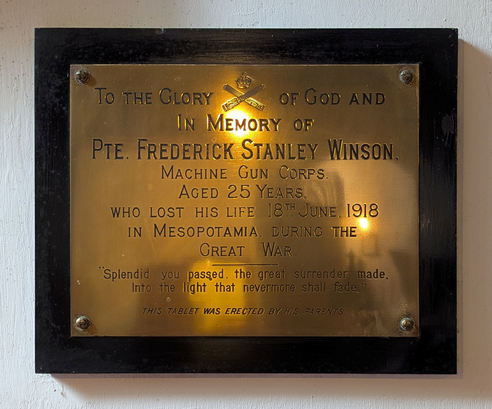 To the Glory of God and
In Memory of
Pte. Frederick Stanley Winson.
Machine Gun Corps.
Aged 25 Years,
who lost his life 18th June, 1918
in Mesopotamia, during the
Great War
"Splendid you passed, the great surrender made,
Into the light that nevermore shall fade."
This tablet was erected by his parents.